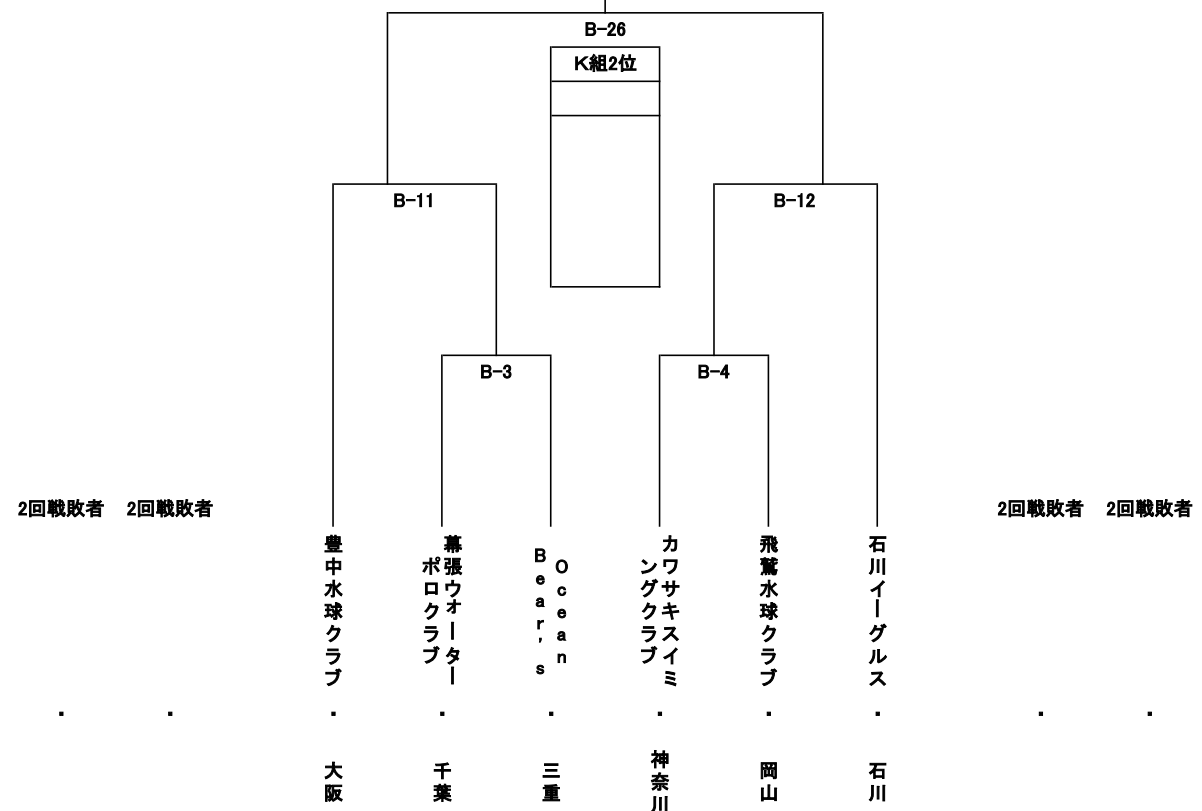 B-26
K組2位
B-11
B-12
B-3
B-4
2回戦敗者
2回戦敗者
2回戦敗者
2回戦敗者
豊中水球クラブ
幕張ウォーター
ポロクラブ
Ocean
Bear's
カワサキスイミ
ングクラブ
飛鷲水球クラブ
石川イーグルス
・
・
・
・
・
・
・
・
・
・
大阪
千葉
三重
神奈川
岡山
石川